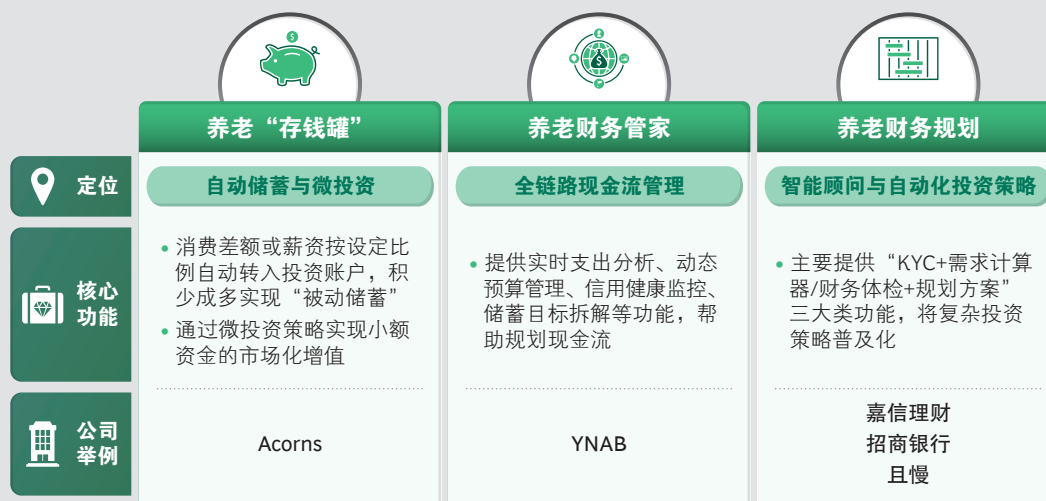 养老“存钱罐”
养老财务管家
养老财务规划
定位
自动储蓄与微投资
全链路现金流管理
智能顾问与自动化投资策略
核心
功能
• 消费差额或薪资按设定比
例自动转入投资账户，积
少成多实现“被动储蓄”
• 通过微投资策略实现小额
资金的市场化增值
• 提供实时支出分析、动态
预算管理、信用健康监控、
储蓄目标拆解等功能，帮
助规划现金流
• 主要提供“KYC+需求计算
器/财务体检+规划方案”
三大类功能，将复杂投资
策略普及化
公司
举例
Acorns
YNAB
嘉信理财
招商银行
且慢